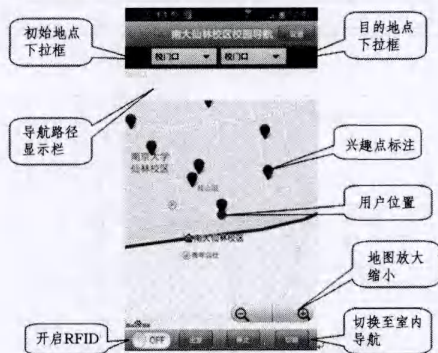 初始地点
下拉框
目的地点
下拉框
南大仙林校区校园导航
校门口
校门口
导航路径
显示栏
兴趣点标注
南京大学
仙林校区
用户位置
南大仙林校区
地图放大
缩小
开启RFID
OFF
切换至室内
导航